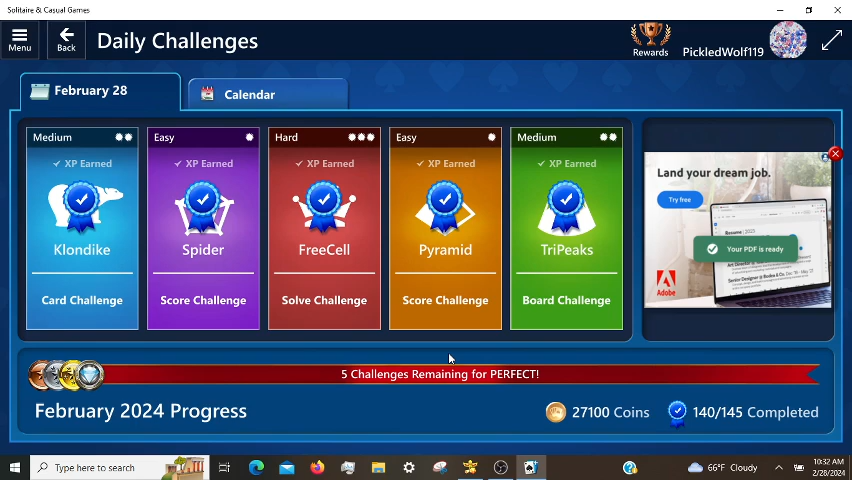 Solitaire & Casual Games
Menu
Back
Daily Challenges
Rewards
PickledWolf119
February 28
Calendar
Medium
XP Earned
Klondike
Card Challenge
Easy
XP Earned
Spider
Score Challenge
Hard
XP Earned
FreeCell
Solve Challenge
Easy
XP Earned
Pyramid
Score Challenge
Medium
XP Earned
TriPeaks
Board Challenge
Land your dream job.
Try free
Your PDF is ready
Adobe
5 Challenges Remaining for PERFECT!
February 2024 Progress
27100 Coins
140/145 Completed
Type here to search
66°F Cloudy
10:32 AM
2/28/2024